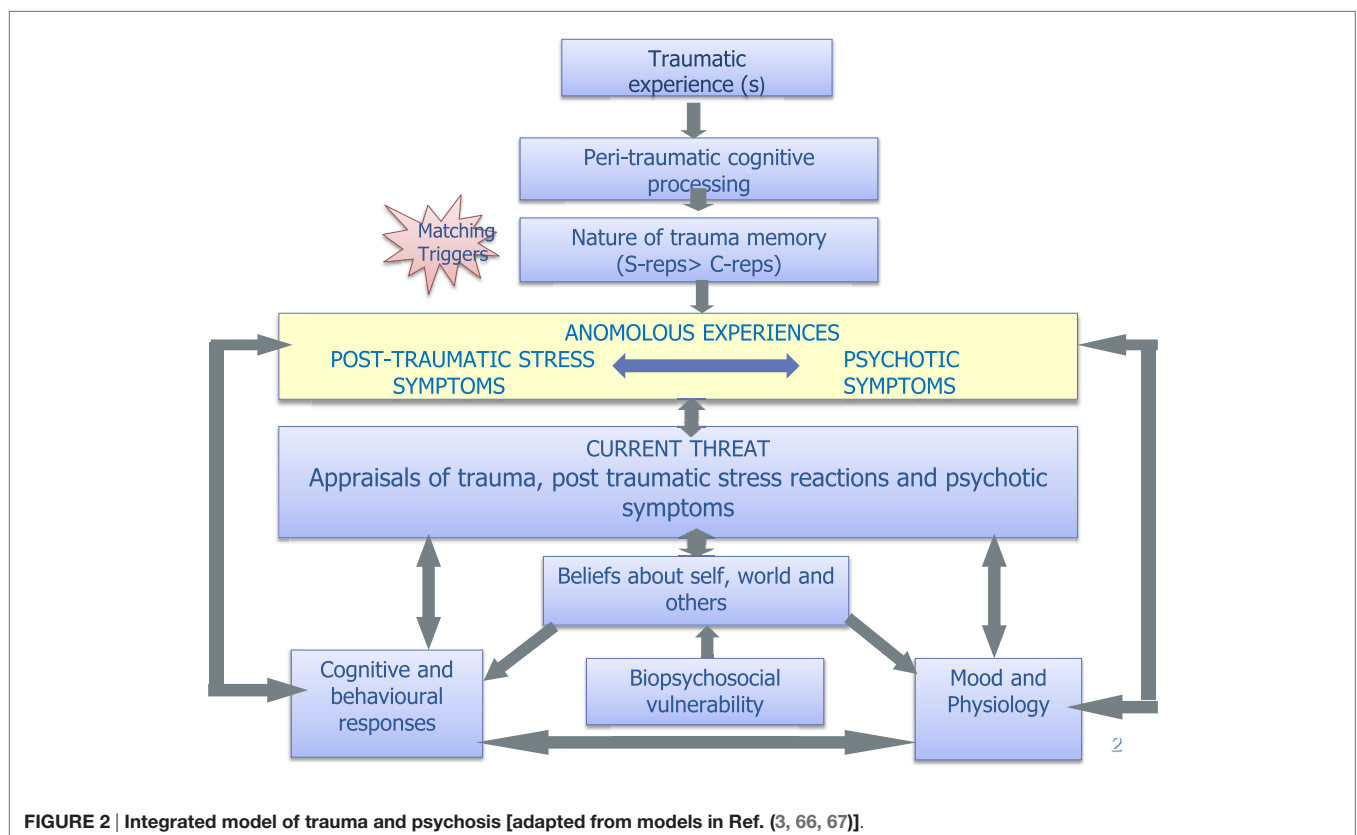 Traumatic
experience (s)
Peri-traumatic cognitive
processing
Matching
Triggers
Nature of trauma memory
(S-reps> C-reps)
ANOMOLOUS EXPERIENCES
POST-TRAUMATIC STRESS
SYMPTOMS
PSYCHOTIC
SYMPTOMS
CURRENT THREAT
Appraisals of trauma, post traumatic stress reactions and psychotic
symptoms
Beliefs about self, world and
others
Cognitive and
behavioural
responses
Biopsychosocial
vulnerability
Mood and
Physiology
2
FIGURE 2 | Integrated model of trauma and psychosis [adapted from models in Ref. (3, 66, 67)].